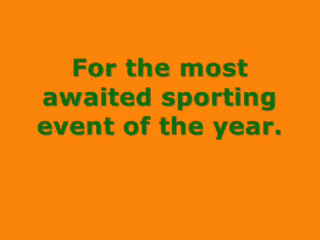 For the most
awaited sporting
event of the year.